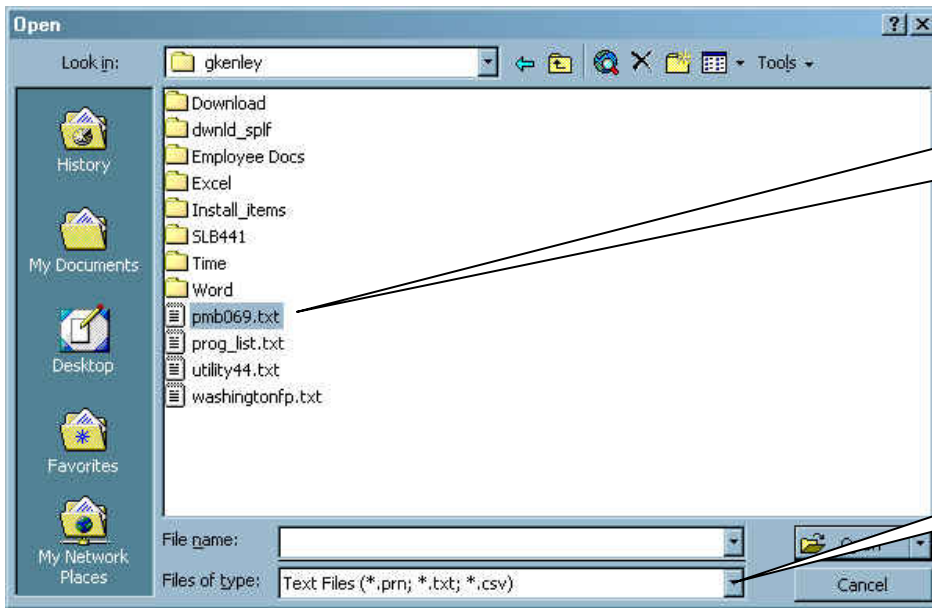 Open
Look in: gkenley Tools
History
My Documents
Desktop
Favorites
My Network
Places
Download
dwnld_splf
Employee Docs
Excel
Install_items
SLB441
Time
Word
pmb069.txt
prog_list.txt
utility44.txt
washingtonfp.txt
File name:
Files of type: Text Files (*.prn; *.txt; *.csv)
Cancel